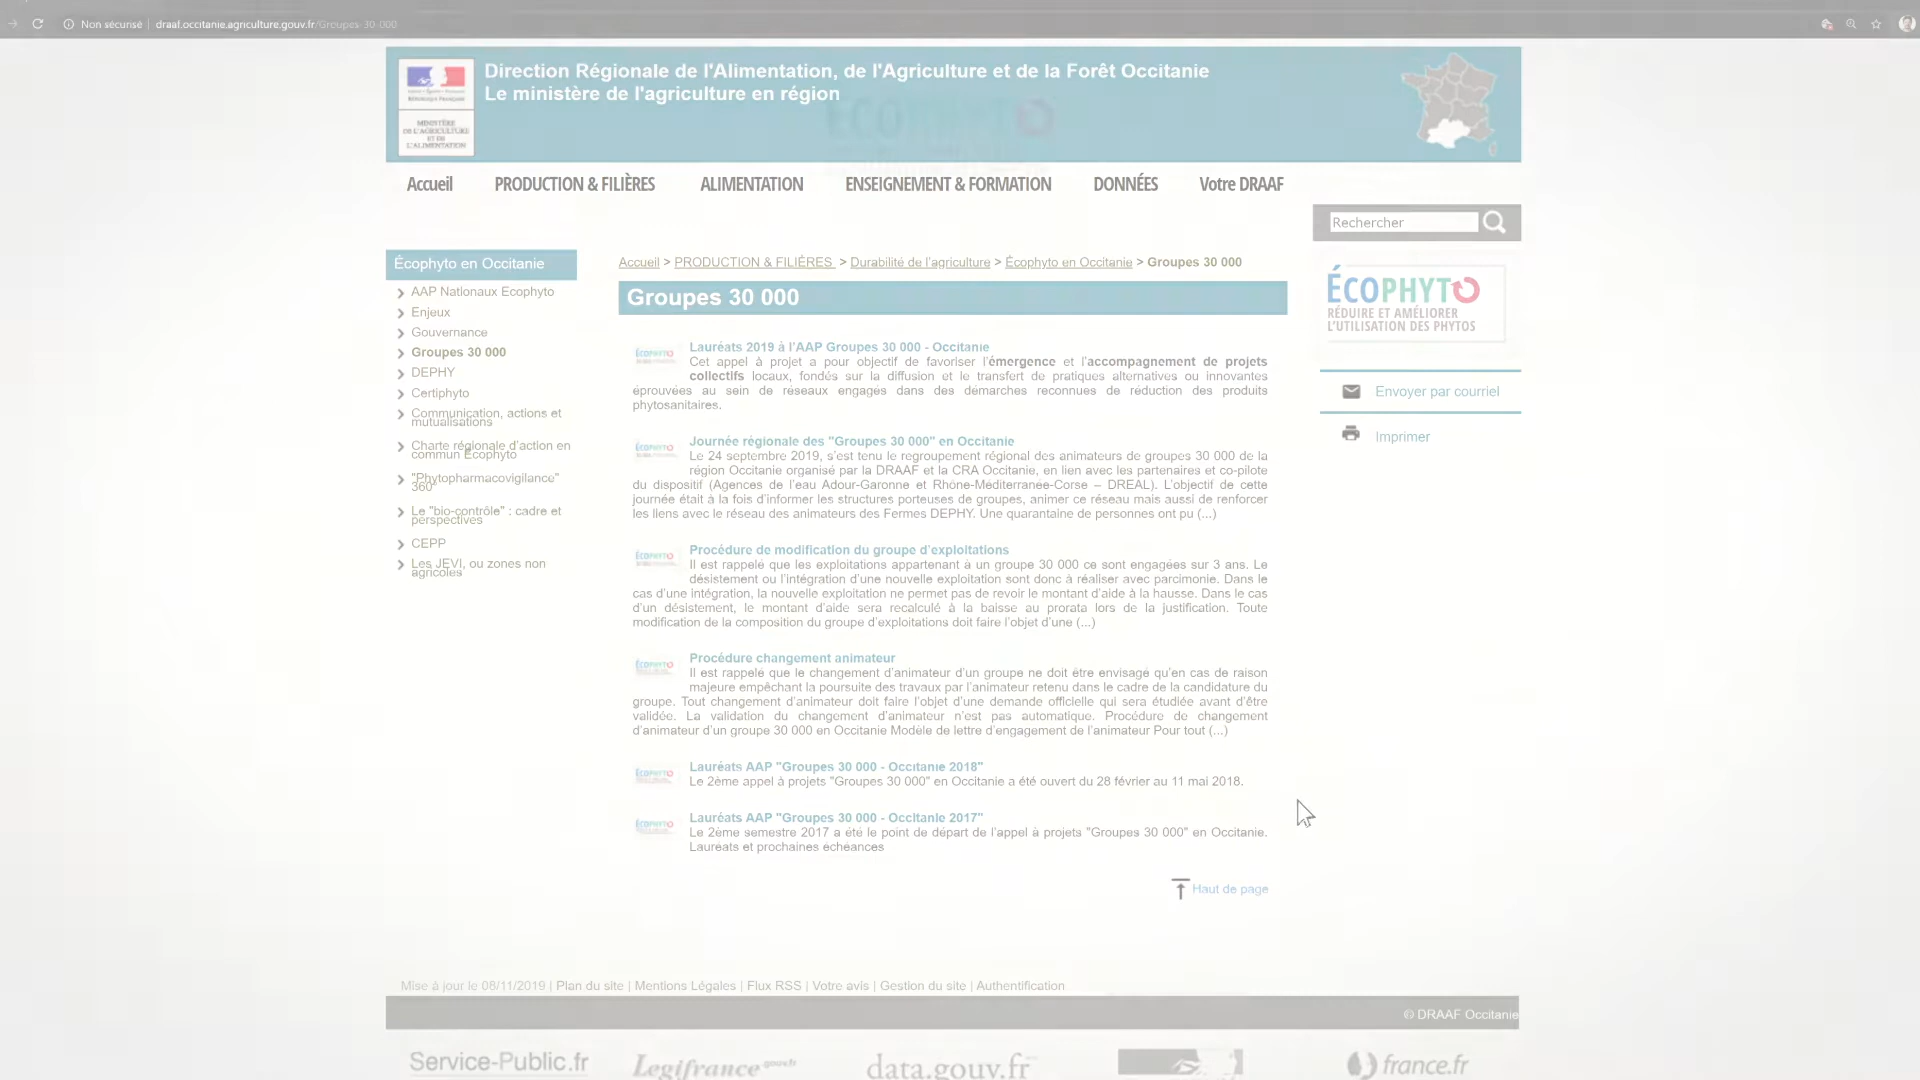 Non sécurisé | draaf.occitanie.agriculture.gouv.fr/Groupes-30-000
Direction Régionale de l'Alimentation, de l'Agriculture et de la Forêt Occitanie
Le ministère de l'agriculture en région
MINISTÈRE
DE L'AGRICULTURE
ET DE
L'ALIMENTATION
Accueil PRODUCTION & FILIÈRES ALIMENTATION ENSEIGNEMENT & FORMATION DONNÉES Votre DRAAF
Rechercher
Écophyto en Occitanie
AAP Nationaux Ecophyto
Enjeux
Gouvernance
Groupes 30 000
DEPHY
Certiphyto
Communication, actions et
mutualisations
Charte régionale d'action en
commun Écophyto
"Phytopharmacovigilance"
360°
Le "bio-contrôle" : cadre et
perspectives
CEPP
Les JEVI, ou zones non
agricoles
Accueil > PRODUCTION & FILIÉRES > Durabilité de l'agriculture > Écophyto en Occitanie > Groupes 30 000
Groupes 30 000
Lauréats 2019 à l'AAP Groupes 30 000 - Occitanie
Cet appel à projet a pour objectif de favoriser l'émergence et l'accompagnement de projets
collectifs locaux, fondés sur la diffusion et le transfert de pratiques alternatives ou innovantes
éprouvées au sein de réseaux engagés dans des démarches reconnues de réduction des produits
phytosanitaires.
Journée régionale des "Groupes 30 000" en Occitanie
Le 24 septembre 2019, s'est tenu le regroupement régional des animateurs de groupes 30 000 de la
région Occitanie organisé par la DRAAF et la CRA Occitanie, en lien avec les partenaires et co-pilote
du dispositif (Agences de l'eau Adour-Garonne et Rhône-Méditerranée-Corse – DREAL). L'objectif de cette
journée était à la fois d'informer les structures porteuses de groupes, animer ce réseau mais aussi de renforcer
les liens avec le réseau des animateurs des Fermes DEPHY. Une quarantaine de personnes ont pu (...)
Procédure de modification du groupe d'exploitations
Il est rappelé que les exploitations appartenant à un groupe 30 000 ce sont engagées sur 3 ans. Le
désistement ou l'intégration d'une nouvelle exploitation sont donc à réaliser avec parcimonie. Dans le
cas d'une intégration, la nouvelle exploitation ne permet pas de revoir le montant d'aide à la hausse. Dans le cas
d'un désistement, le montant d'aide sera recalculé à la baisse au prorata lors de la justification. Toute
modification de la composition du groupe d'exploitations doit faire l'objet d'une (...)
Procédure changement animateur
Il est rappelé que le changement d'animateur d'un groupe ne doit être envisagé qu'en cas de raison
majeure empêchant la poursuite des travaux par l'animateur retenu dans le cadre de la candidature du
groupe. Tout changement d'animateur doit faire l'objet d'une demande officielle qui sera étudiée avant d'être
validée. La validation du changement d'animateur n'est pas automatique. Procédure de changement
d'animateur d'un groupe 30 000 en Occitanie Modèle de lettre d'engagement de l'animateur Pour tout (...)
Lauréats AAP "Groupes 30 000 - Occitanie 2018"
Le 2ème appel à projets "Groupes 30 000" en Occitanie a été ouvert du 28 février au 11 mai 2018.
Lauréats AAP "Groupes 30 000 - Occitanie 2017"
Le 2ème semestre 2017 a été le point de départ de l'appel à projets "Groupes 30 000" en Occitanie.
Lauréats et prochaines échéances
Haut de page
ÉCOPHYTO
RÉDUIRE ET AMÉLIORER
L'UTILISATION DES PHYTOS
Envoyer par courriel
Imprimer
Mise à jour le 08/11/2019 | Plan du site | Mentions Légales | Flux RSS | Votre avis | Gestion du site | Authentification
© DRAAF Occitanie
Service-Public.fr Legifrance.gouv.fr data.gouv.fr france.fr